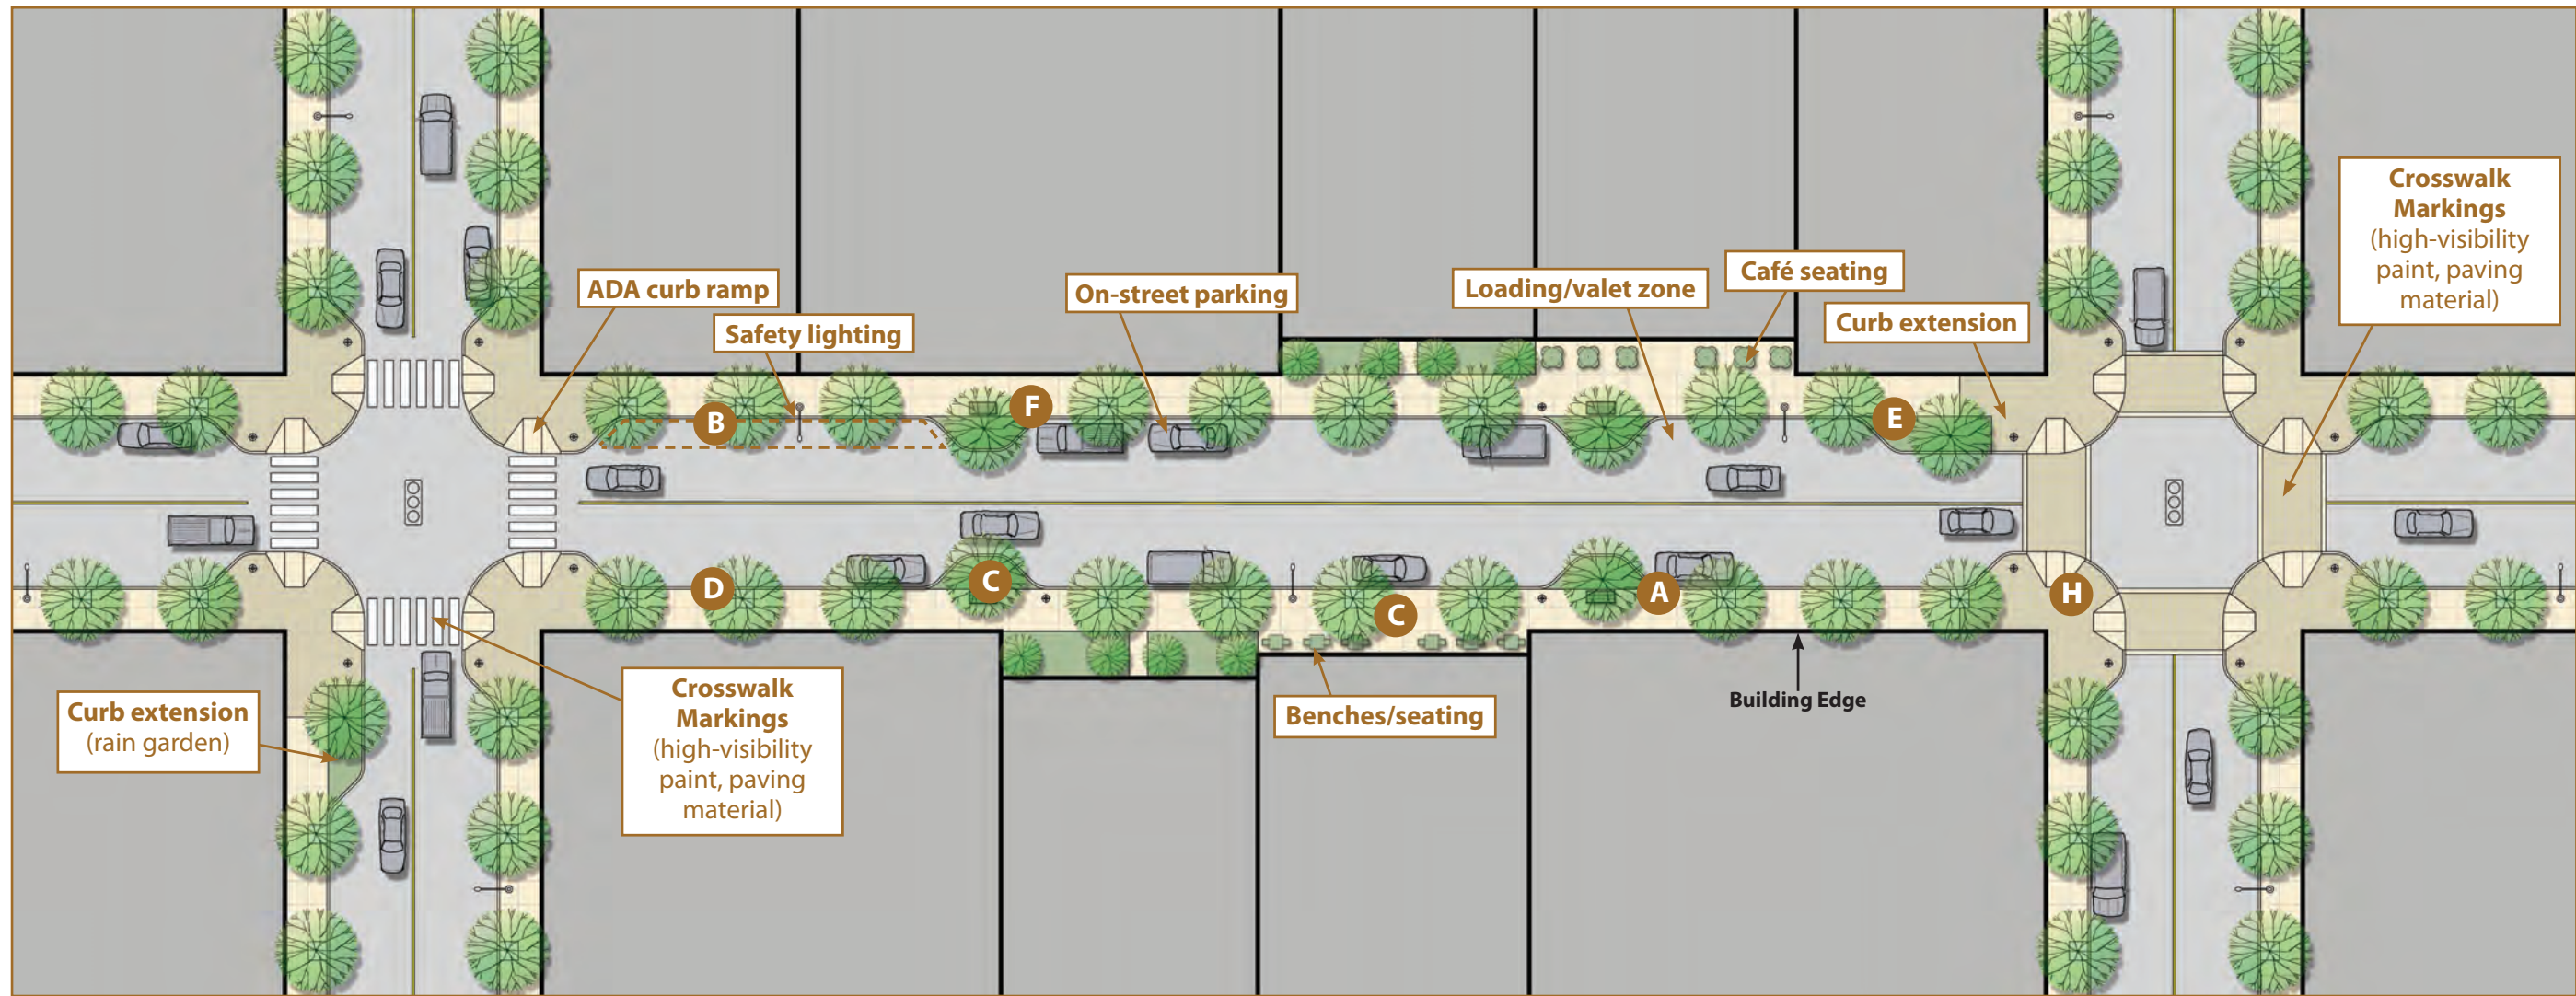 Crosswalk
Markings
(high-visibility
paint, paving
material)
Café seating
ADA curb ramp
Loading/valet zone
On-street parking
Curb extension
Safety lighting
F
E
B
C
D
A
H
C
Crosswalk
Markings
(high-visibility
paint, paving
material)
Building Edge
Curb extension
(rain garden)
Benches/seating